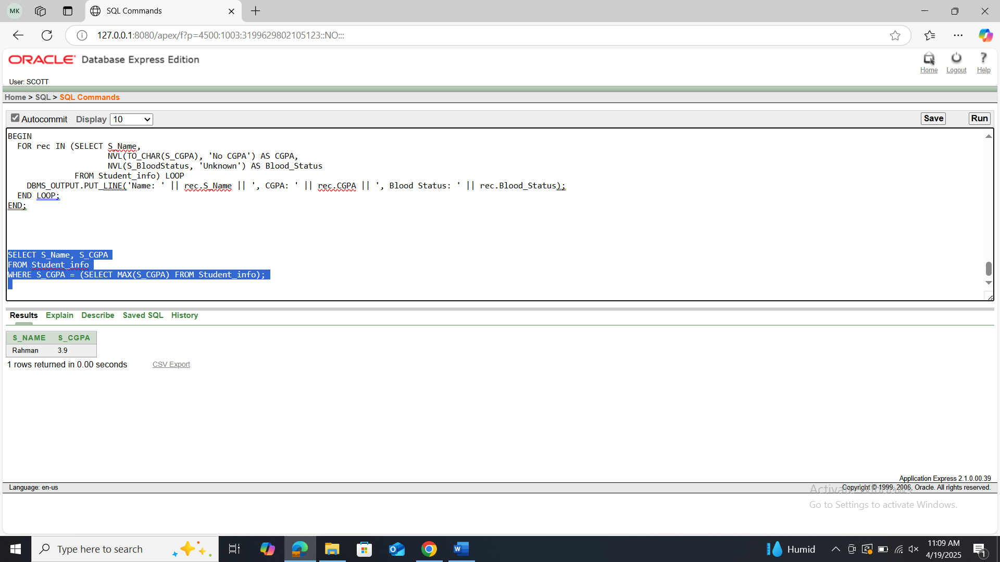 MK
SQL Commands
127.0.0.1:8080/apex/f?p=4500:1003:3199629802105123::NO:::
ORACLE Database Express Edition
Home Logout Help
User: SCOTT
Home > SQL > SQL Commands
Autocommit Display 10 Save Run
BEGIN
FOR rec IN (SELECT S_Name,
NVL(TO_CHAR(S_CGPA), 'No CGPA') AS CGPA,
NVL(S_BloodStatus, 'Unknown') AS Blood_Status
FROM Student_info) LOOP
DBMS_OUTPUT.PUT_LINE('Name: ' || rec.S_Name || ', CGPA: ' || rec.CGPA || ', Blood Status: ' || rec.Blood_Status);
END LOOP;
END;
SELECT S_Name, S_CGPA
FROM Student_info
WHERE S_CGPA = (SELECT MAX(S_CGPA) FROM Student_info);
Results Explain Describe Saved SQL History
S_NAME S_CGPA
Rahman 3.9
1 rows returned in 0.00 seconds CSV Export
Application Express 2.1.0.00.39
Language: en-us Copyright © 1999, 2006, Oracle. All rights reserved.
Activate Windows
Go to Settings to activate Windows.
Type here to search Humid 11:09 AM
4/19/2025 1